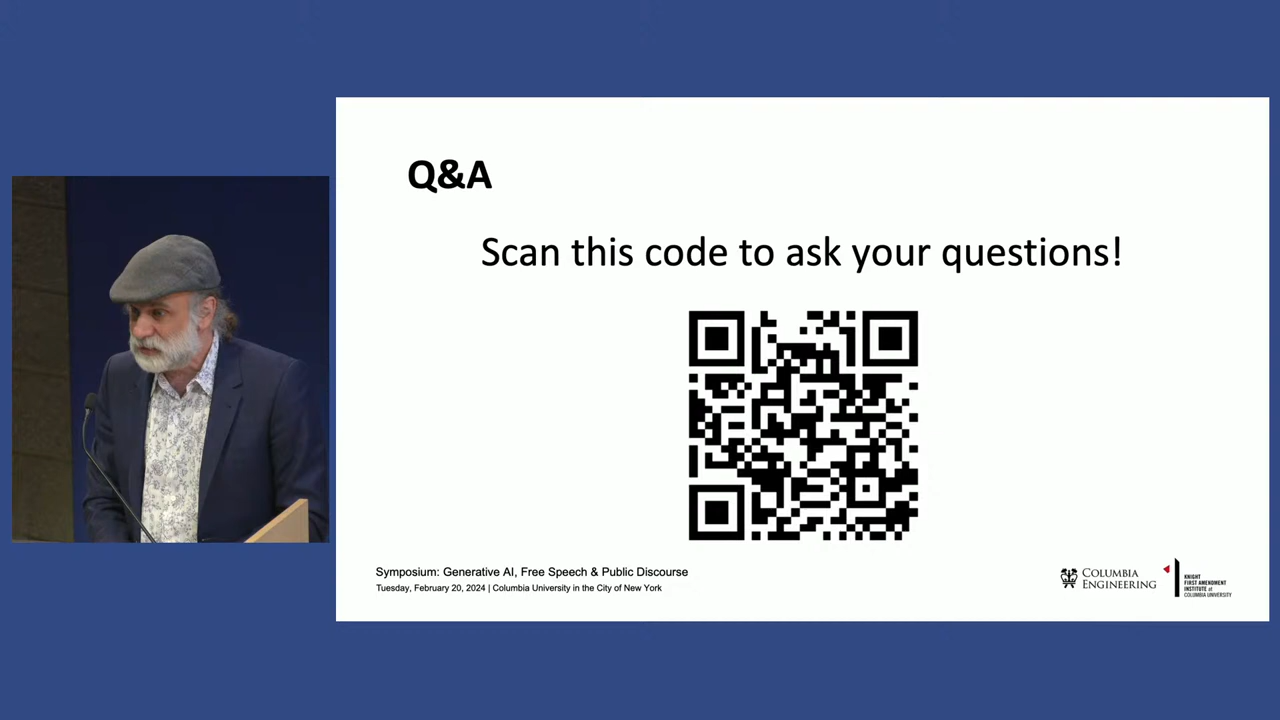 Q&A
Scan this code to ask your questions!
Symposium: Generative AI, Free Speech & Public Discourse
Tuesday, February 20, 2024 | Columbia University in the City of New York
COLUMBIA
ENGINEERING
KNIGHT
FIRST AMENDMENT
INSTITUTE at
COLUMBIA UNIVERSITY